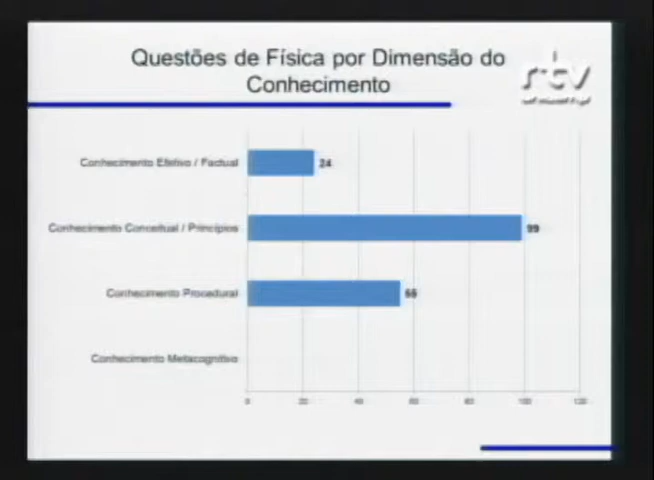 Questões de Física por Dimensão do
Conhecimento
rtv
Conhecimento Efetivo / Factual
24
Conhecimento Conceitual / Princípios
99
Conhecimento Procedural
55
Conhecimento Metacognitivo
0 20 40 60 80 100 120